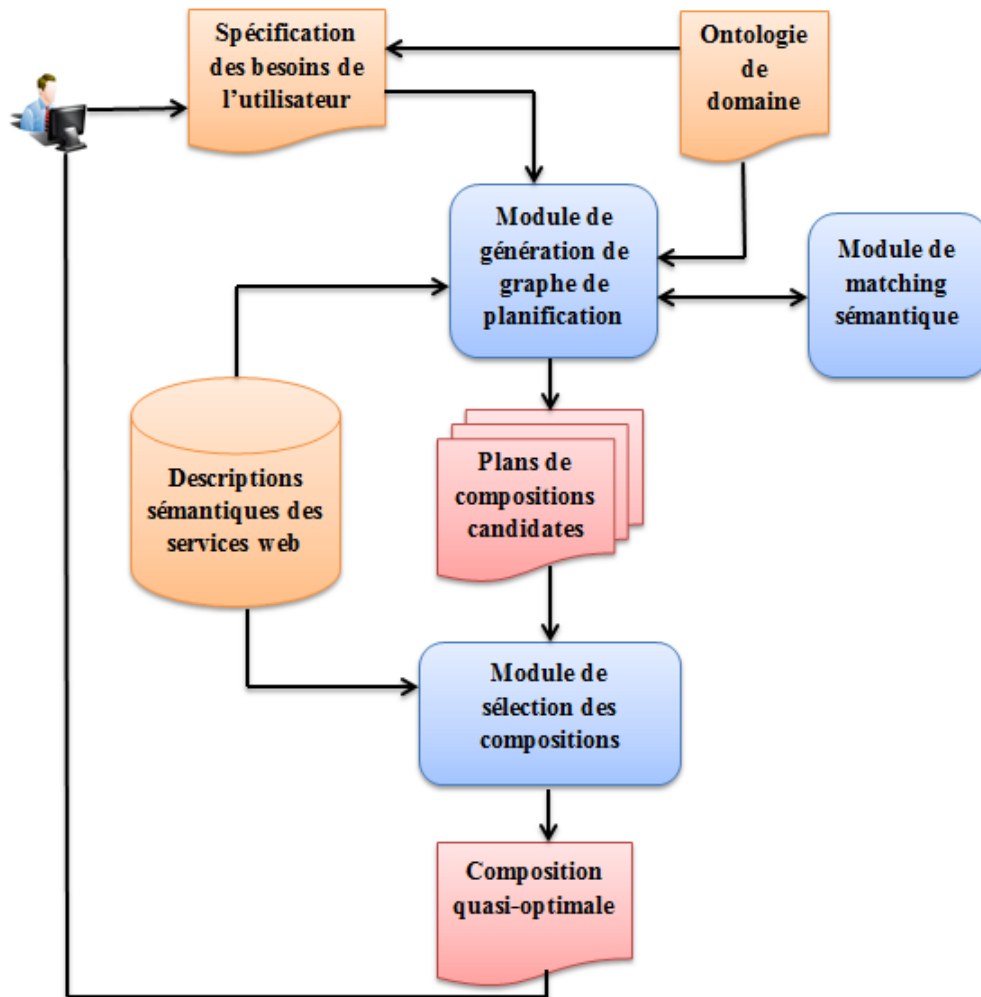 Spécification
des besoins de
l'utilisateur
Ontologie
de
domaine
Module de
génération de
graphe de
planification
Module de
matching
sémantique
Descriptions
sémantiques des
services web
Plans de
compositions
candidates
Module de
sélection des
compositions
Composition
quasi-optimale